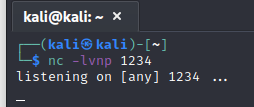 kali@kali: ~ ×
┌──(kali㉿kali)-[~]
└─$ nc -lvnp 1234
listening on [any] 1234 ...